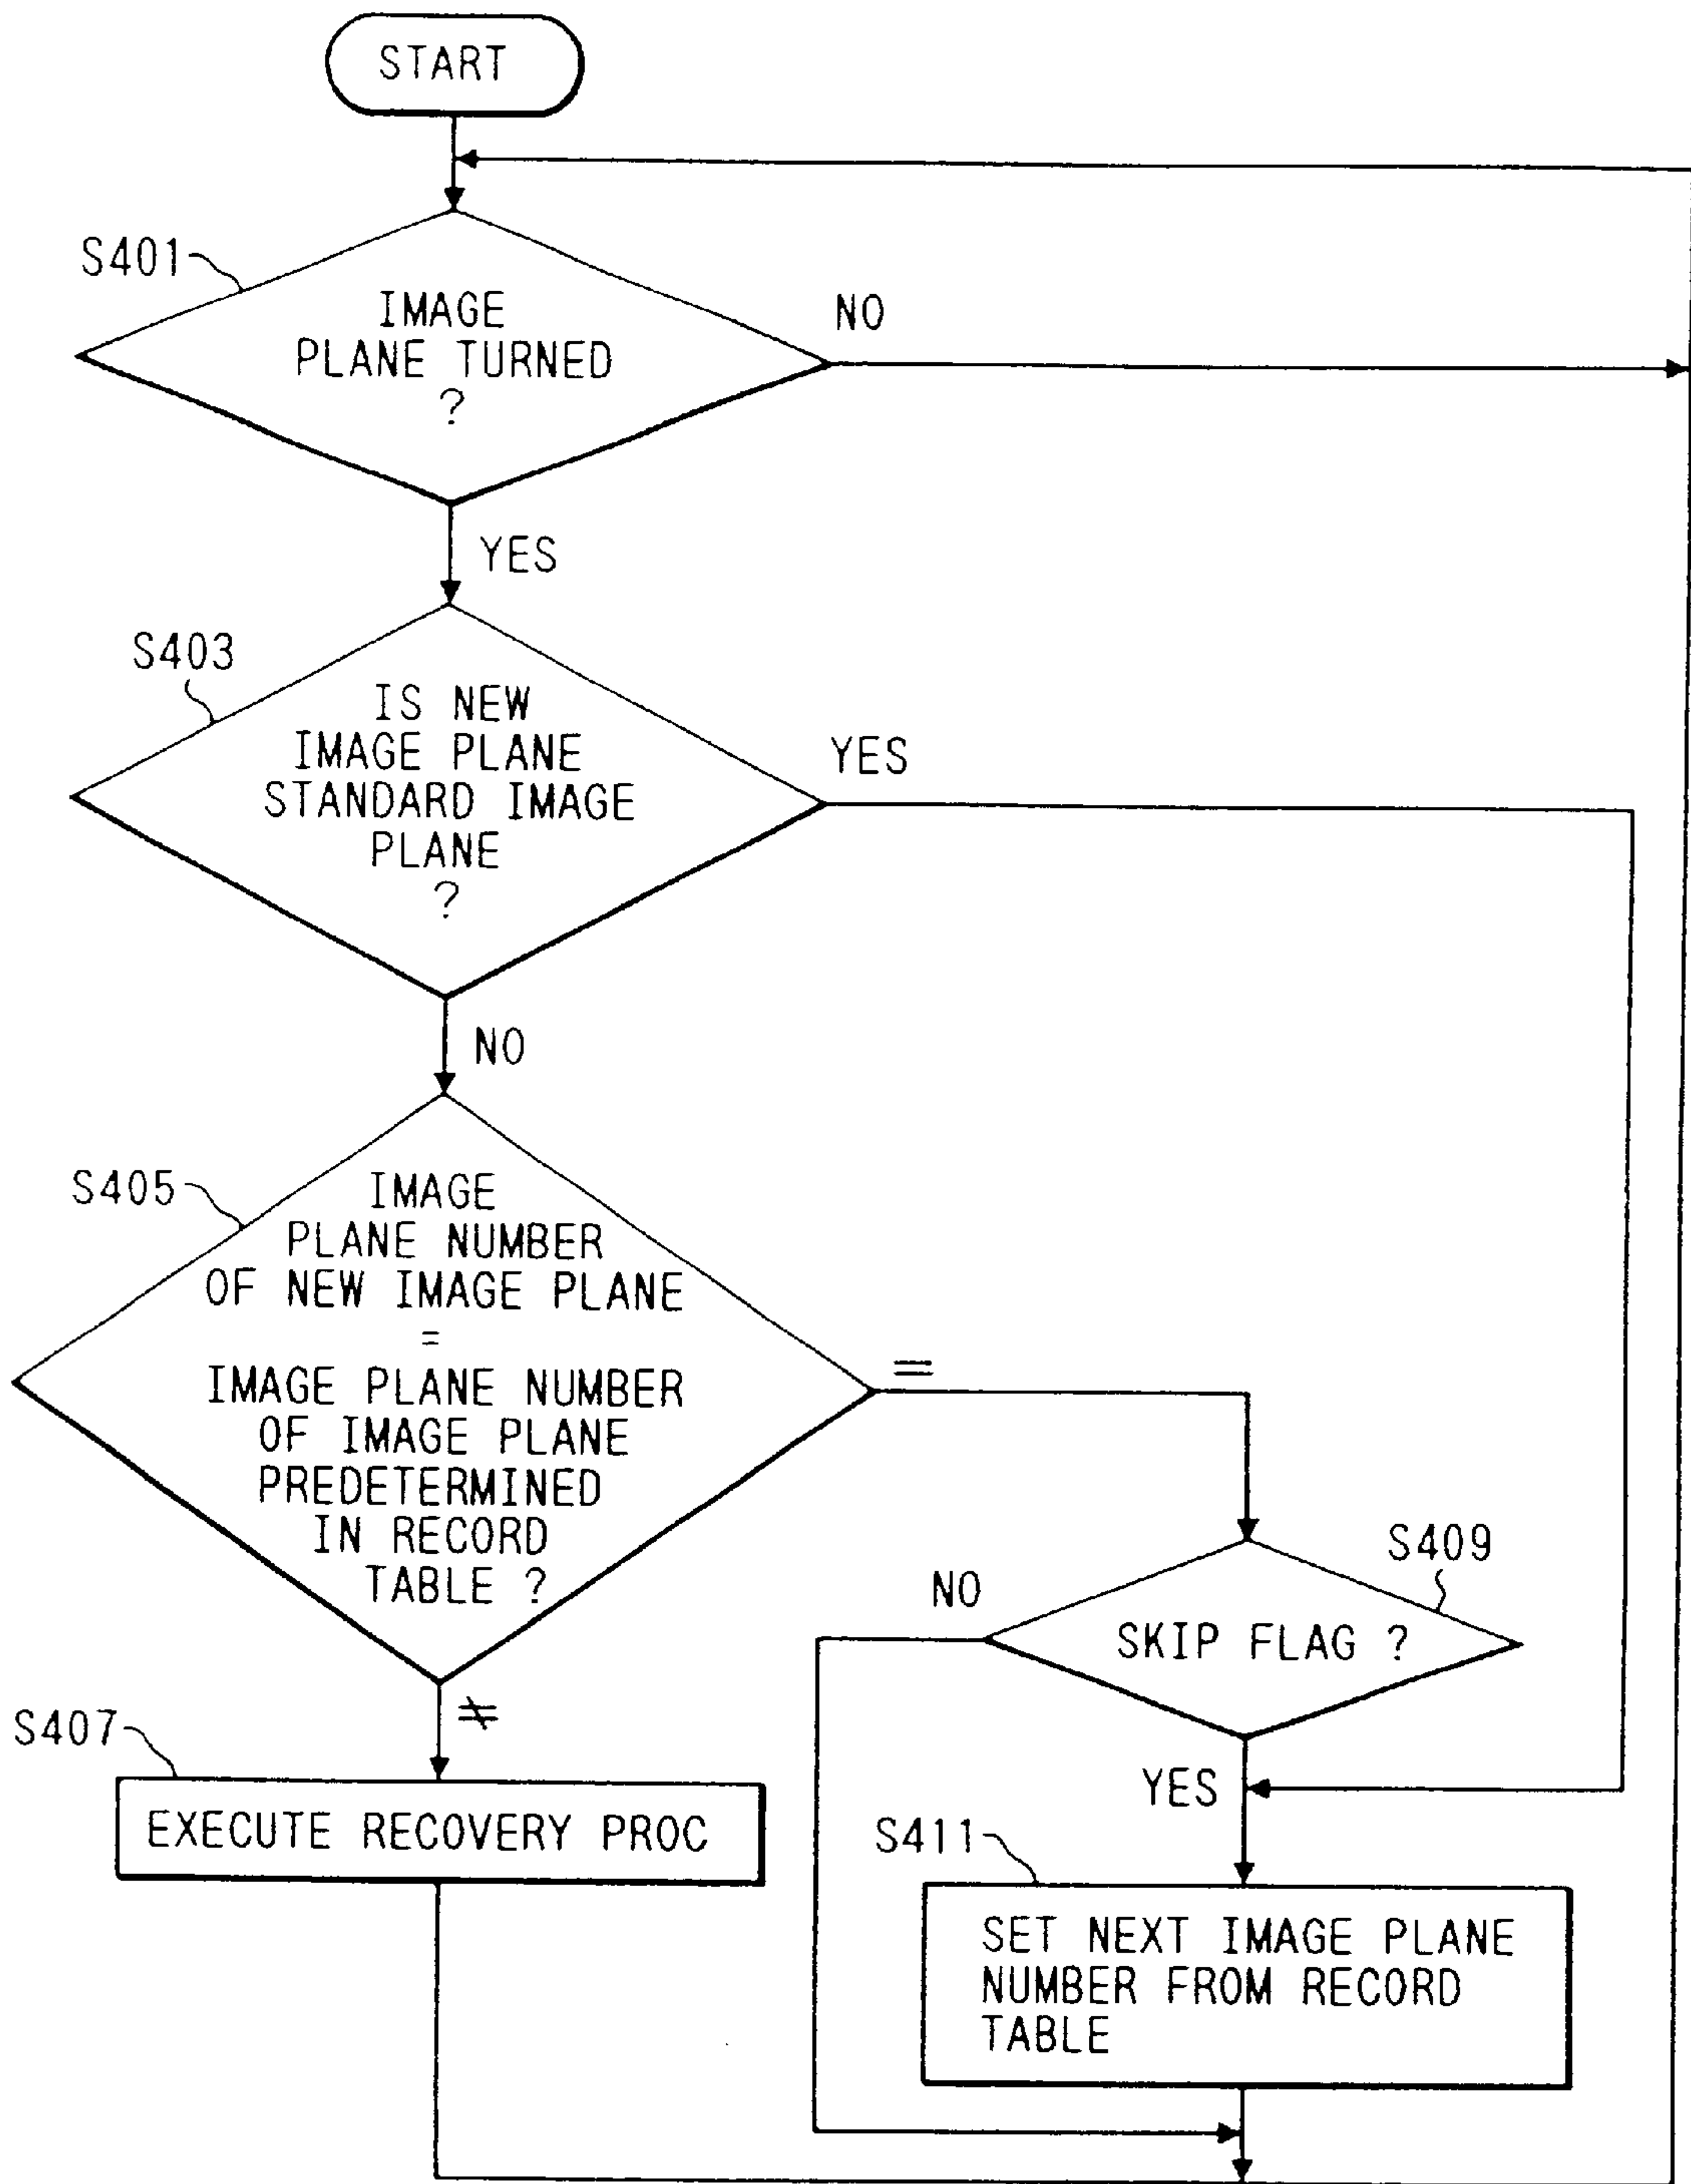 START
S401
IMAGE
PLANE TURNED
?
NO
YES
S403
IS NEW
IMAGE PLANE
STANDARD IMAGE
PLANE
?
YES
NO
S405
IMAGE
PLANE NUMBER
OF NEW IMAGE PLANE
=
IMAGE PLANE NUMBER
OF IMAGE PLANE
PREDETERMINED
IN RECORD
TABLE ?
=
≠
S407
EXECUTE RECOVERY PROC
S409
NO
SKIP FLAG ?
YES
S411
SET NEXT IMAGE PLANE
NUMBER FROM RECORD
TABLE